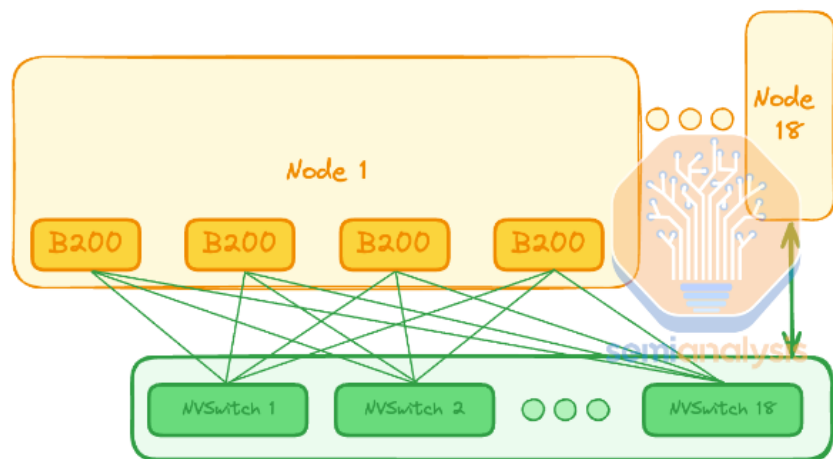 Node 1
Node
18
B200
B200
B200
B200
semianalysis
NVSwitch 1
NVSwitch 2
NVSwitch 18